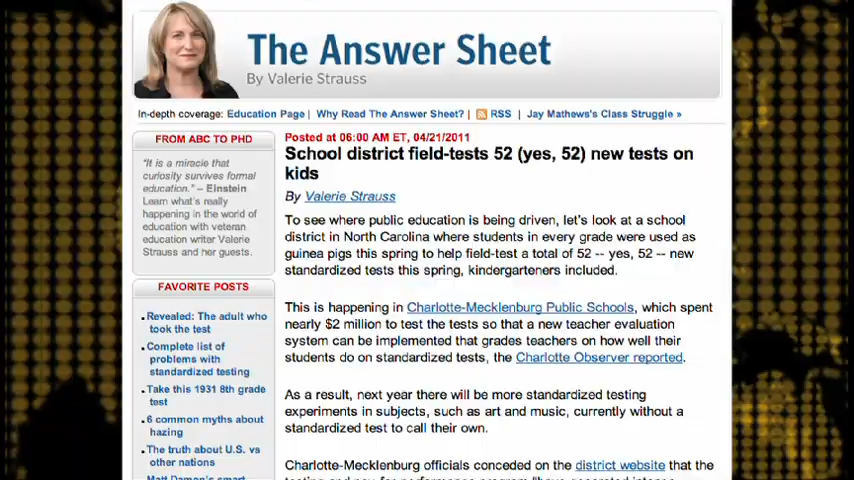 The Answer Sheet
By Valerie Strauss
In-depth coverage: Education Page | Why Read The Answer Sheet? | RSS | Jay Mathews's Class Struggle »
FROM ABC TO PHD
"It is a miracle that
curiosity survives formal
education." – Einstein
Learn what's really
happening in the world of
education with veteran
education writer Valerie
Strauss and her guests.
FAVORITE POSTS
Revealed: The adult who
took the test
Complete list of
problems with
standardized testing
Take this 1931 8th grade
test
6 common myths about
hazing
The truth about U.S. vs
other nations
Matt Damon's smart
Posted at 06:00 AM ET, 04/21/2011
School district field-tests 52 (yes, 52) new tests on
kids
By Valerie Strauss
To see where public education is being driven, let's look at a school
district in North Carolina where students in every grade were used as
guinea pigs this spring to help field-test a total of 52 -- yes, 52 -- new
standardized tests this spring, kindergarteners included.
This is happening in Charlotte-Mecklenburg Public Schools, which spent
nearly $2 million to test the tests so that a new teacher evaluation
system can be implemented that grades teachers on how well their
students do on standardized tests, the Charlotte Observer reported.
As a result, next year there will be more standardized testing
experiments in subjects, such as art and music, currently without a
standardized test to call their own.
Charlotte-Mecklenburg officials conceded on the district website that the